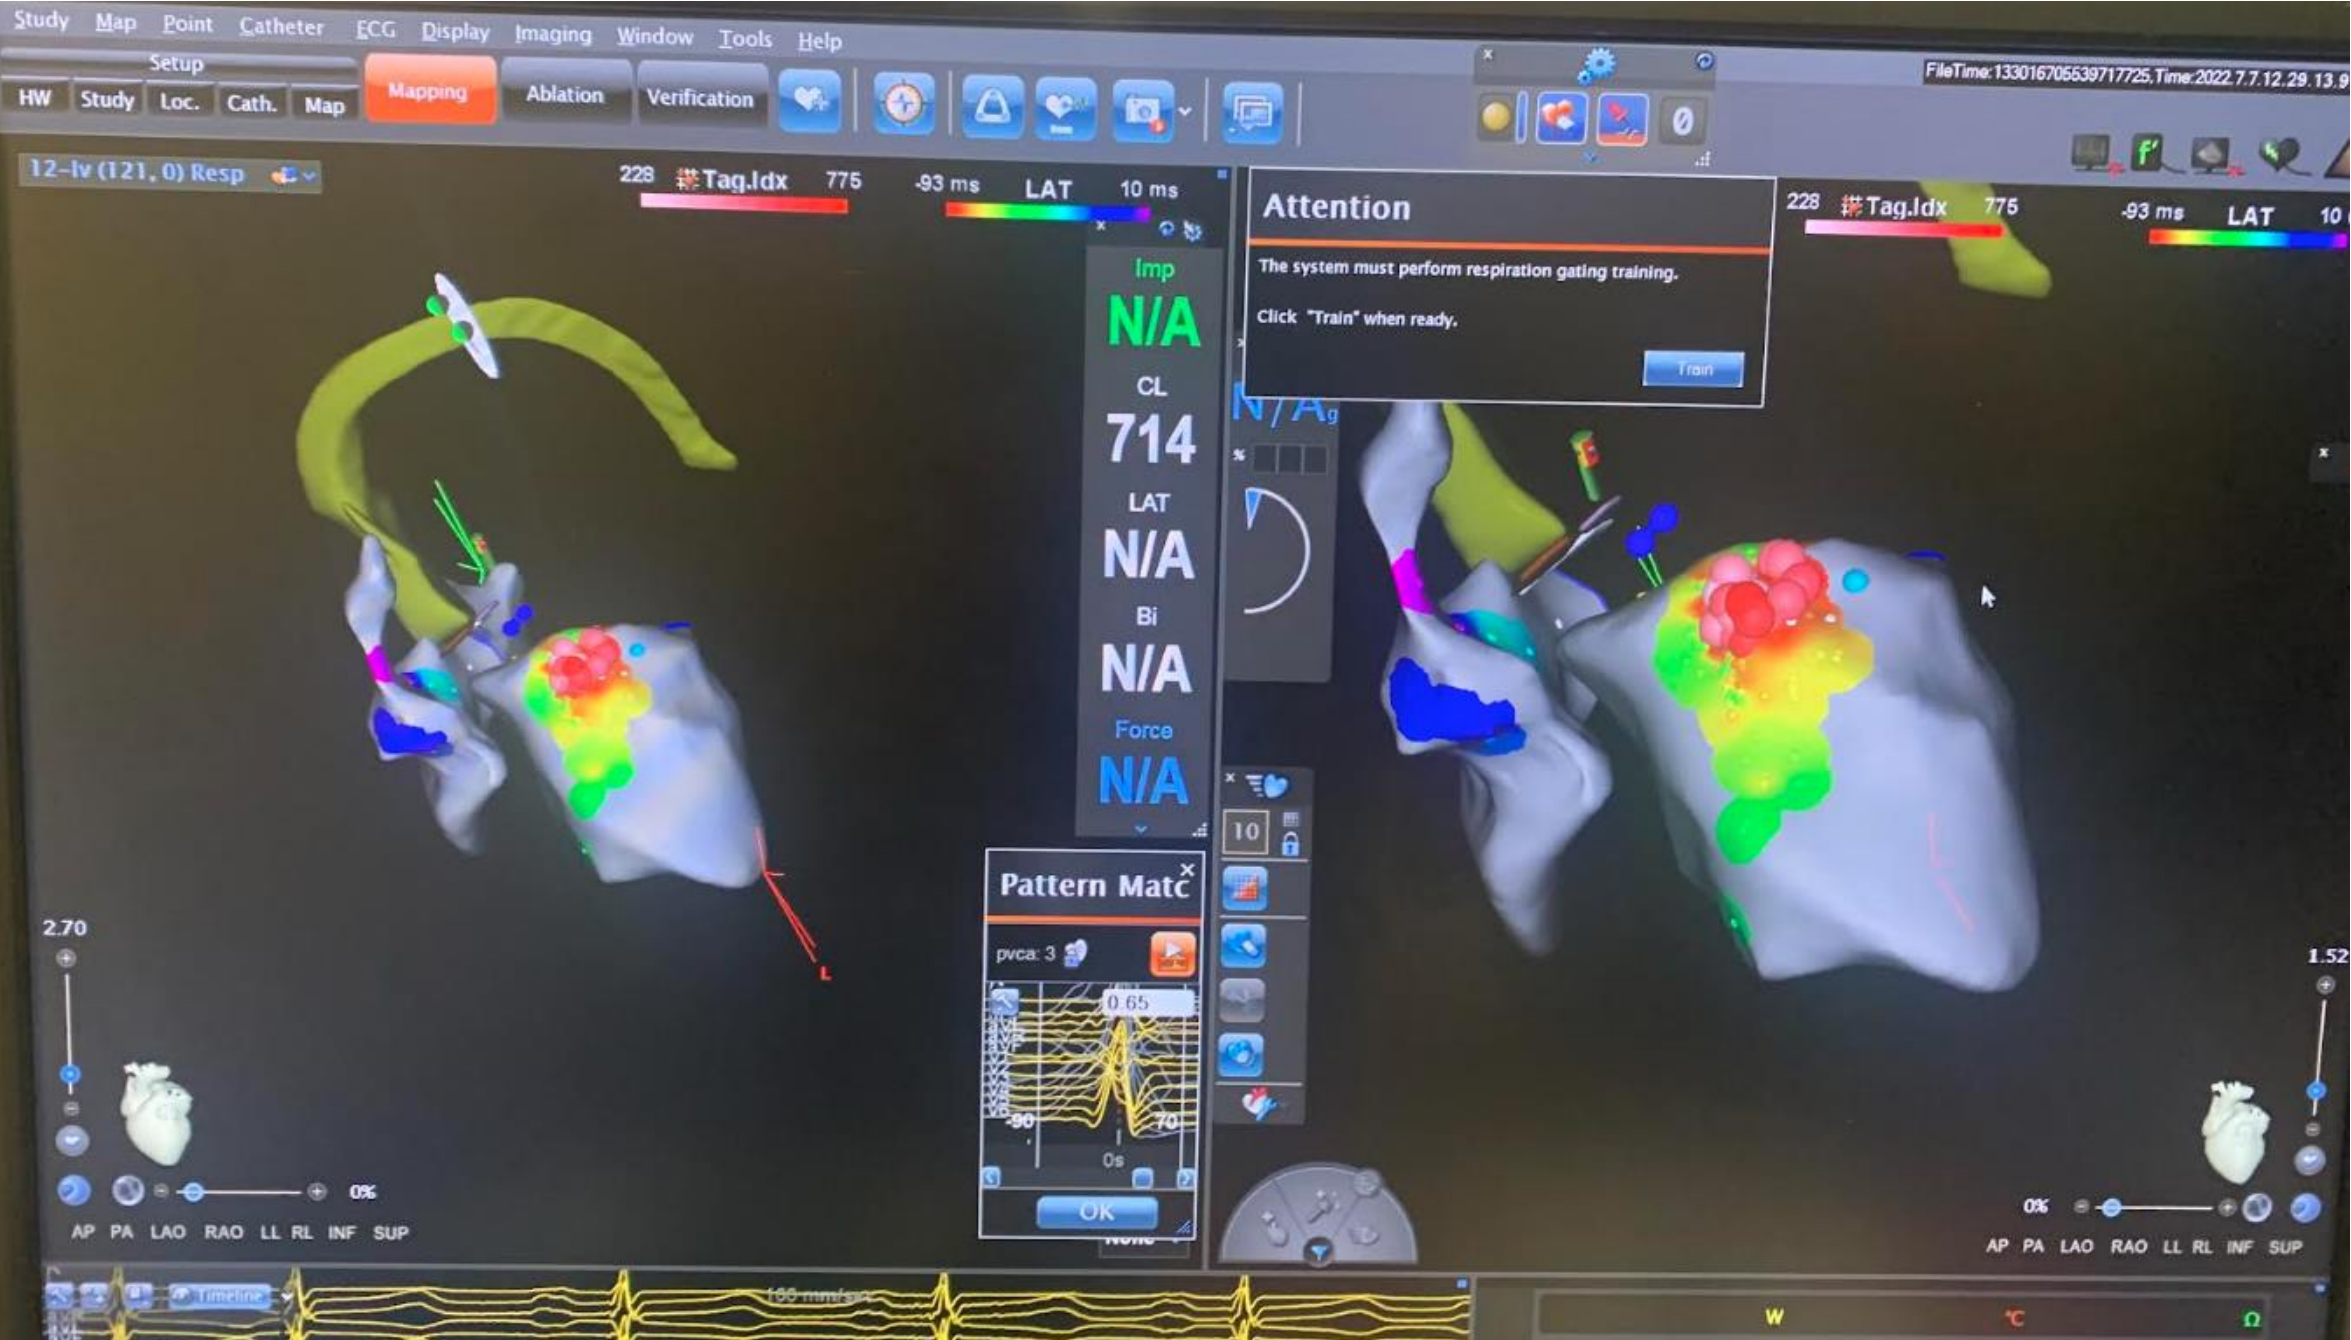 Study Map Point Catheter ECG Display Imaging Window Tools Help
FileTime:133016705539717725,Time:2022.7.7.12.29.13.9
Setup
HW Study Loc. Cath. Map
Mapping Ablation Verification
0
12-lv (121, 0) Resp
228 Tag.Idx 775
-93 ms LAT 10 ms
228 Tag.Idx 775
-93 ms LAT 10
Attention
The system must perform respiration gating training.
Click "Train" when ready.
Train
Imp
N/A
CL
714
LAT
N/A
Bi
N/A
Force
N/A
N/A g
%
10
L
Pattern Matc
pvca: 3
0.65
-90 70
0s
OK
None
2.70
0%
AP PA LAO RAO LL RL INF SUP
1.52
0%
AP PA LAO RAO LL RL INF SUP
Timeline
W °C Ω